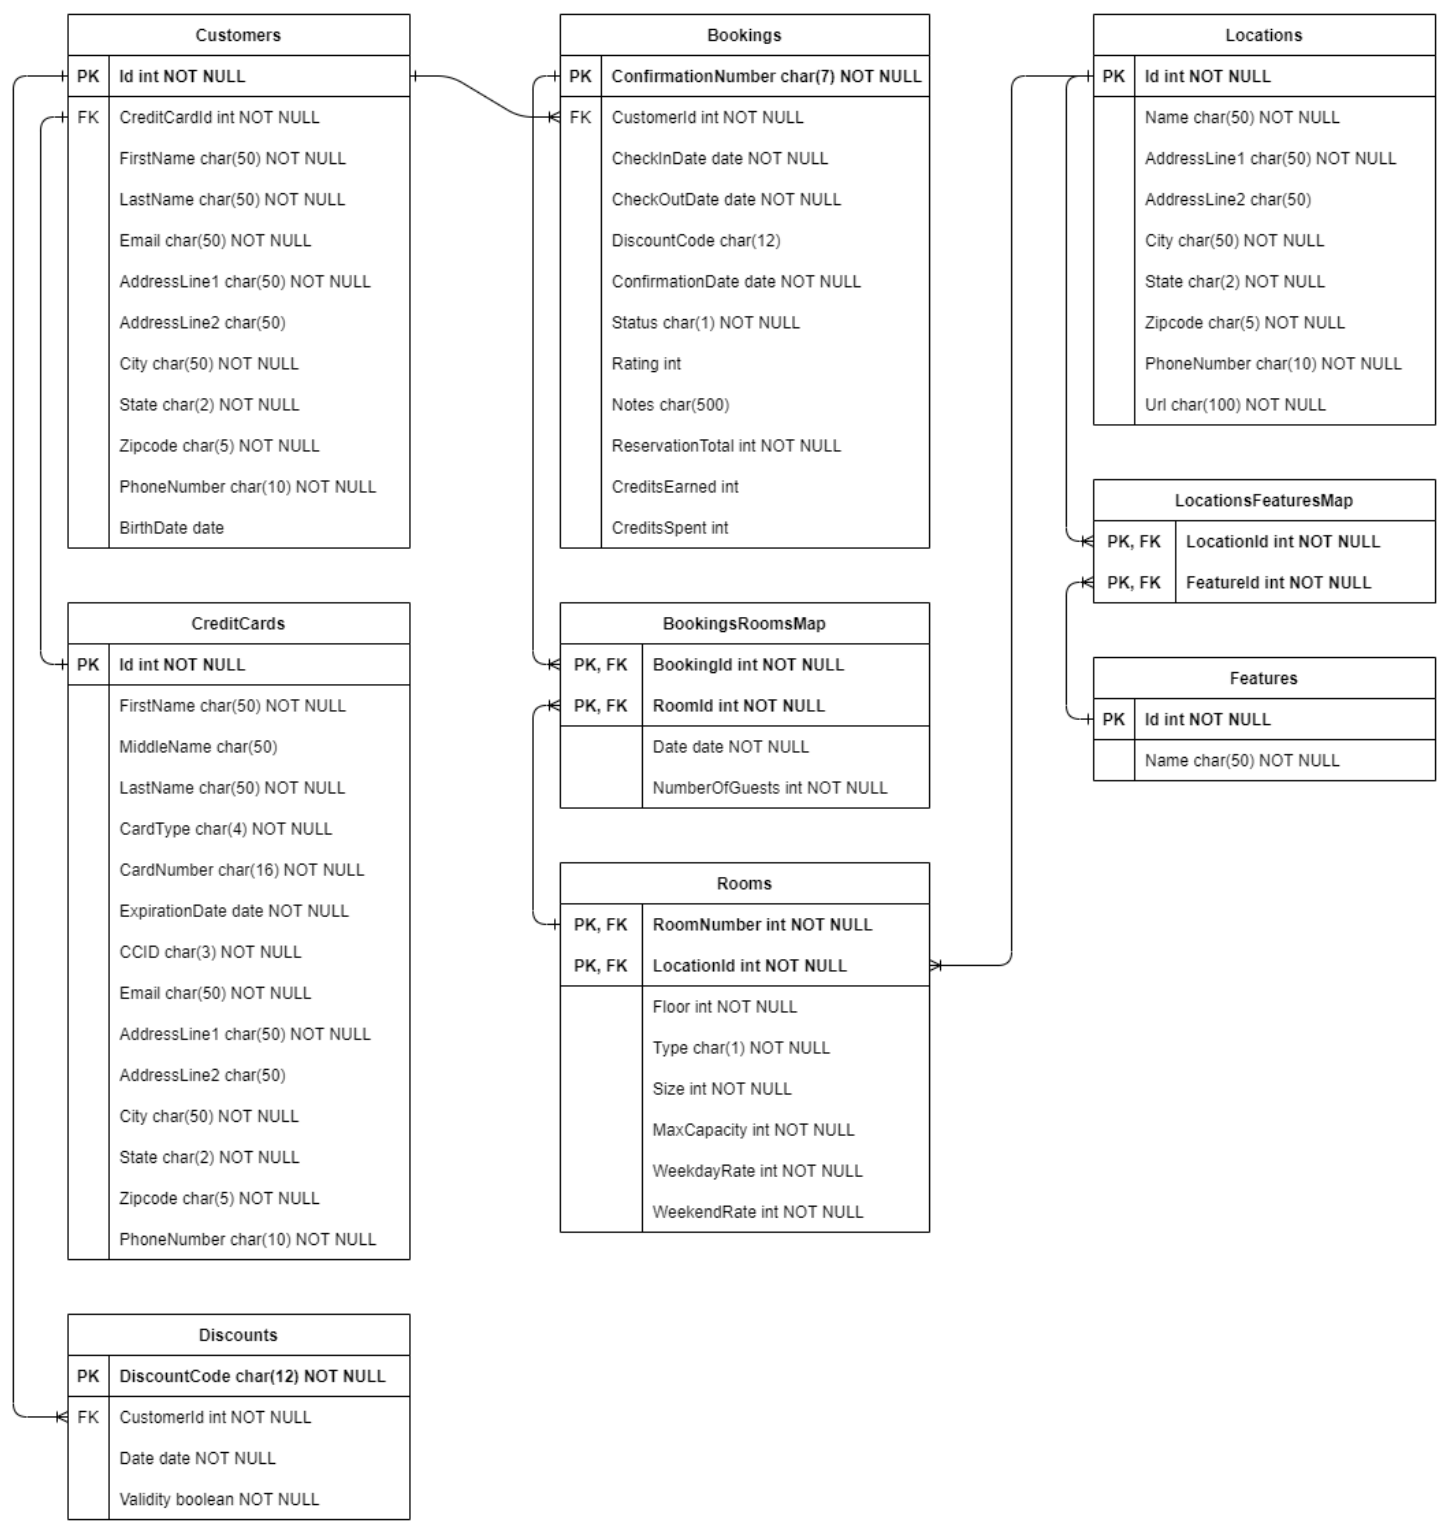 Customers
PK Id int NOT NULL
FK CreditCardId int NOT NULL
FirstName char(50) NOT NULL
LastName char(50) NOT NULL
Email char(50) NOT NULL
AddressLine1 char(50) NOT NULL
AddressLine2 char(50)
City char(50) NOT NULL
State char(2) NOT NULL
Zipcode char(5) NOT NULL
PhoneNumber char(10) NOT NULL
BirthDate date
CreditCards
PK Id int NOT NULL
FirstName char(50) NOT NULL
MiddleName char(50)
LastName char(50) NOT NULL
CardType char(4) NOT NULL
CardNumber char(16) NOT NULL
ExpirationDate date NOT NULL
CCID char(3) NOT NULL
Email char(50) NOT NULL
AddressLine1 char(50) NOT NULL
AddressLine2 char(50)
City char(50) NOT NULL
State char(2) NOT NULL
Zipcode char(5) NOT NULL
PhoneNumber char(10) NOT NULL
Discounts
PK DiscountCode char(12) NOT NULL
FK CustomerId int NOT NULL
Date date NOT NULL
Validity boolean NOT NULL
Bookings
PK ConfirmationNumber char(7) NOT NULL
FK CustomerId int NOT NULL
CheckInDate date NOT NULL
CheckOutDate date NOT NULL
DiscountCode char(12)
ConfirmationDate date NOT NULL
Status char(1) NOT NULL
Rating int
Notes char(500)
ReservationTotal int NOT NULL
CreditsEarned int
CreditsSpent int
BookingsRoomsMap
PK, FK BookingId int NOT NULL
PK, FK RoomId int NOT NULL
Date date NOT NULL
NumberOfGuests int NOT NULL
Rooms
PK, FK RoomNumber int NOT NULL
PK, FK LocationId int NOT NULL
Floor int NOT NULL
Type char(1) NOT NULL
Size int NOT NULL
MaxCapacity int NOT NULL
WeekdayRate int NOT NULL
WeekendRate int NOT NULL
Locations
PK Id int NOT NULL
Name char(50) NOT NULL
AddressLine1 char(50) NOT NULL
AddressLine2 char(50)
City char(50) NOT NULL
State char(2) NOT NULL
Zipcode char(5) NOT NULL
PhoneNumber char(10) NOT NULL
Url char(100) NOT NULL
LocationsFeaturesMap
PK, FK LocationId int NOT NULL
PK, FK FeatureId int NOT NULL
Features
PK Id int NOT NULL
Name char(50) NOT NULL